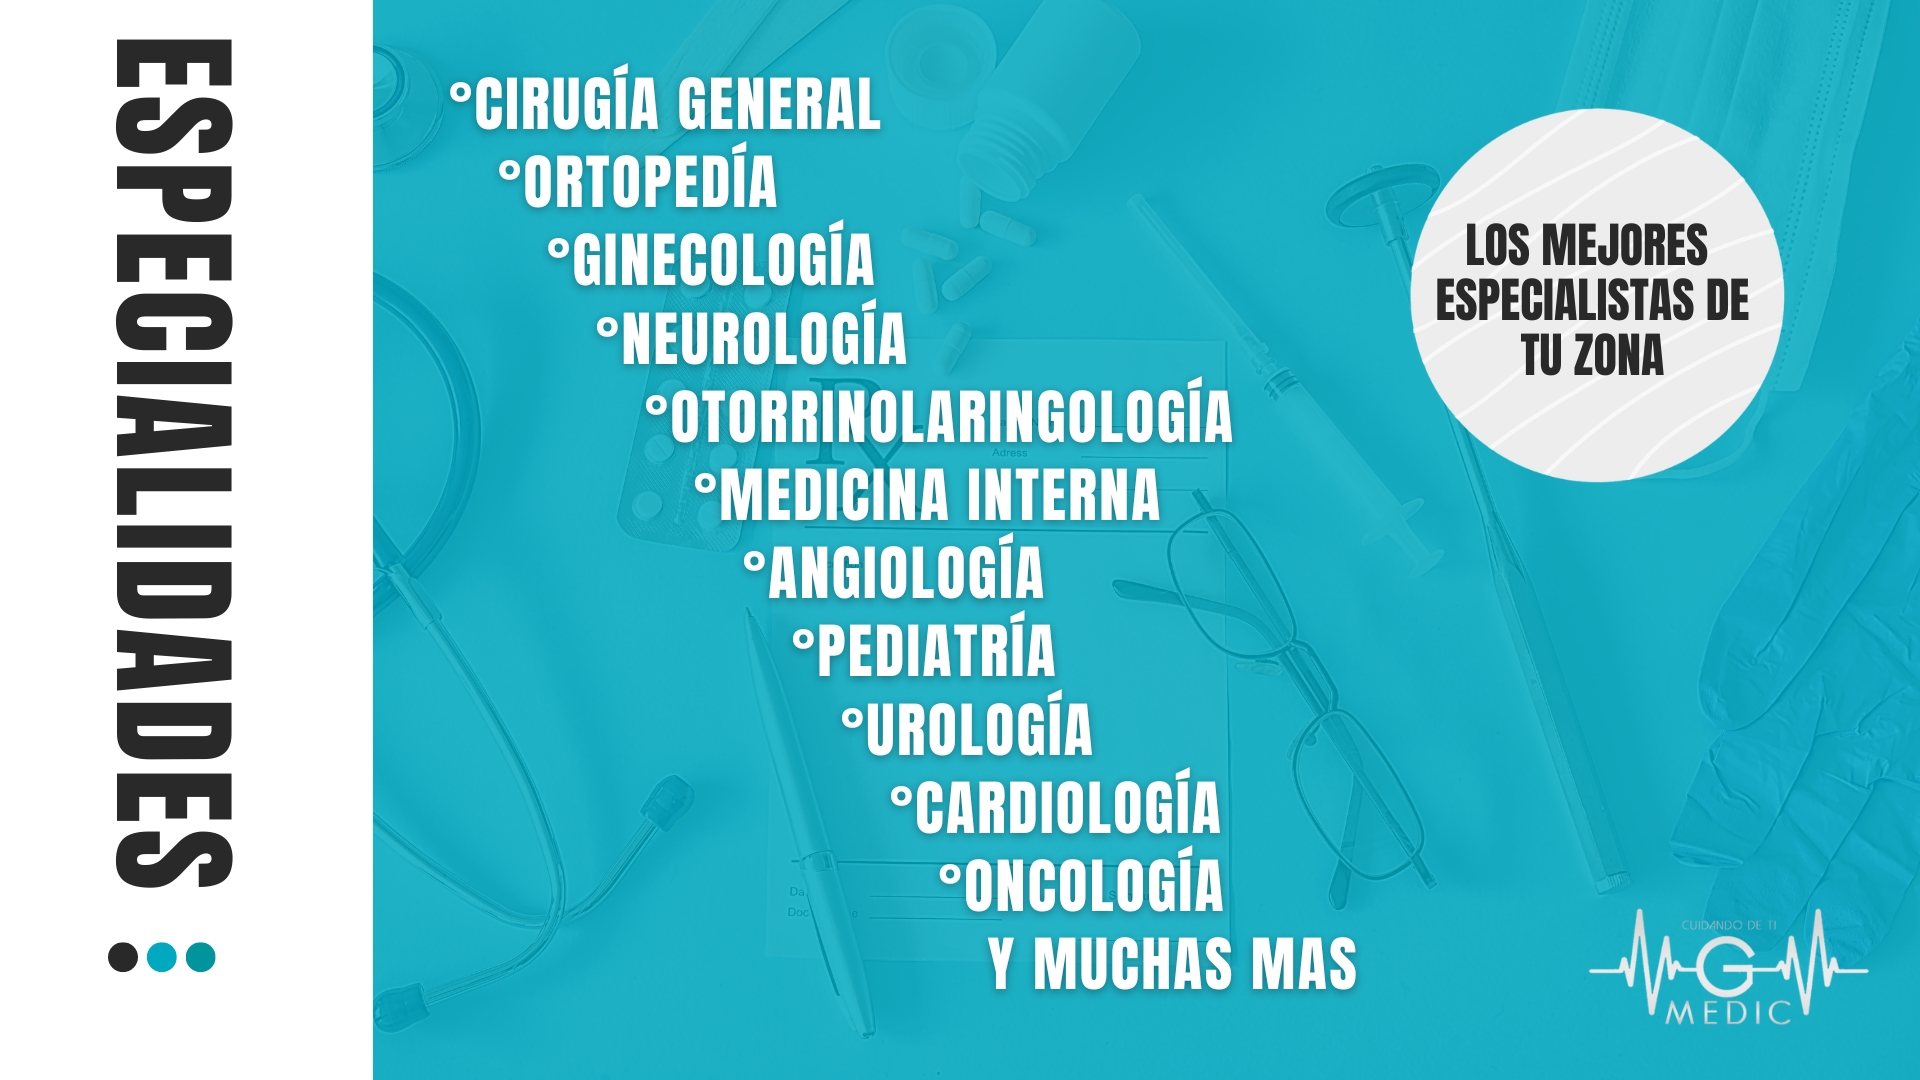 ESPECIALIDADES
°CIRUGÍA GENERAL
°ORTOPEDÍA
°GINECOLOGÍA
°NEUROLOGÍA
°OTORRINOLARINGOLOGÍA
°MEDICINA INTERNA
°ANGIOLOGÍA
°PEDIATRÍA
°UROLOGÍA
°CARDIOLOGÍA
°ONCOLOGÍA
Y MUCHAS MAS
LOS MEJORES
ESPECIALISTAS DE
TU ZONA
Adress
CUIDANDO DE TI
G
MEDIC